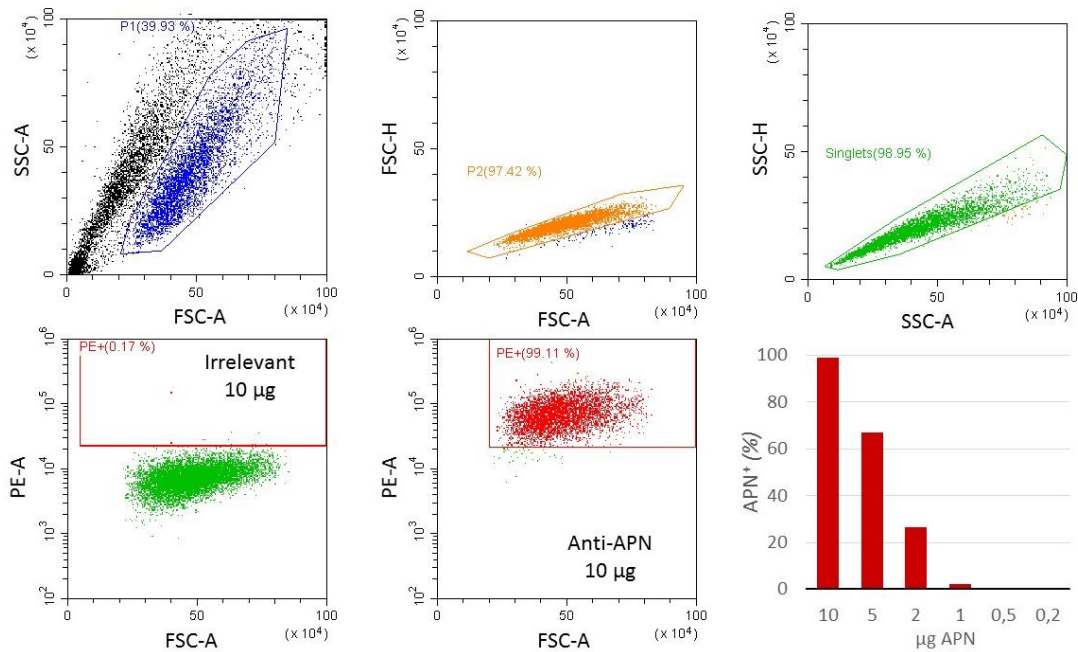 P1(39.93 %)
SSC-A
(x 10⁴)
100
50
0
0
50
100
FSC-A
(x 10⁴)
P2(97.42 %)
FSC-H
(x 10⁴)
100
50
0
0
50
100
FSC-A
(x 10⁴)
Singlets(98.95 %)
SSC-H
(x 10⁴)
100
50
0
0
50
100
SSC-A
(x 10⁴)
PE+(0.17 %)
Irrelevant
10 µg
PE-A
10⁶
10⁵
10⁴
10³
10²
0
50
100
FSC-A
(x 10⁴)
PE+(99.11 %)
Anti-APN
10 µg
PE-A
10⁶
10⁵
10⁴
10³
10²
0
50
100
FSC-A
(x 10⁴)
APN⁺ (%)
100
80
60
40
20
0
10 5 2 1 0,5 0,2
µg APN